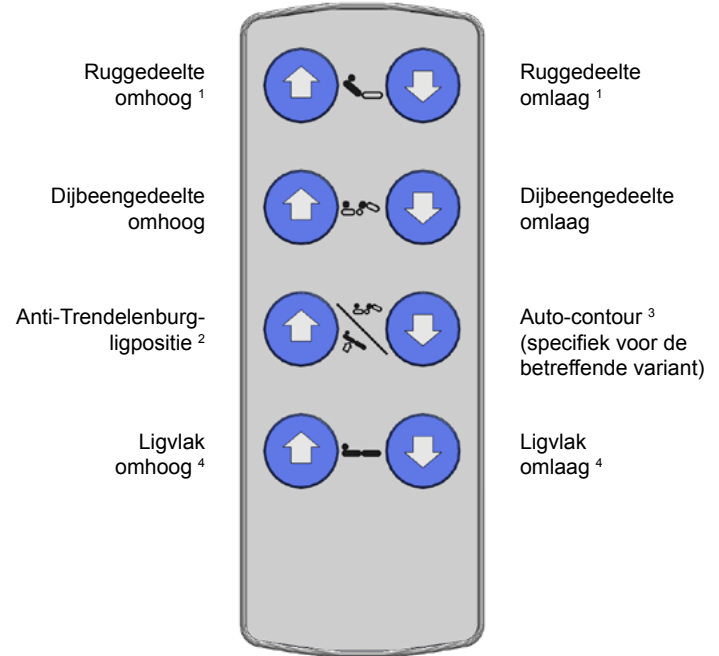 Ruggedeelte
omhoog ¹
Ruggedeelte
omlaag ¹
Dijbeengedeelte
omhoog
Dijbeengedeelte
omlaag
Anti-Trendelenburg-
ligpositie ²
Auto-contour ³
(specifiek voor de
betreffende variant)
Ligvlak
omhoog ⁴
Ligvlak
omlaag ⁴